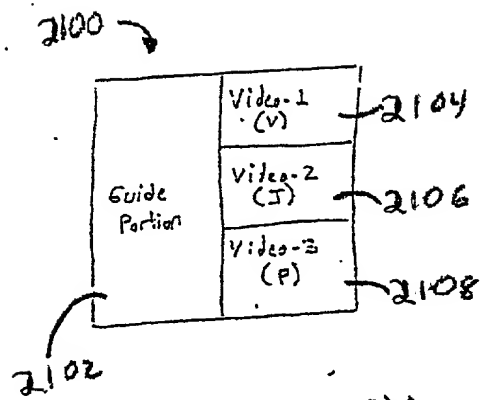 2100
Video-1
(V)
2104
Guide
Portion
Video-2
(J)
2106
Video-3
(P)
2108
2102